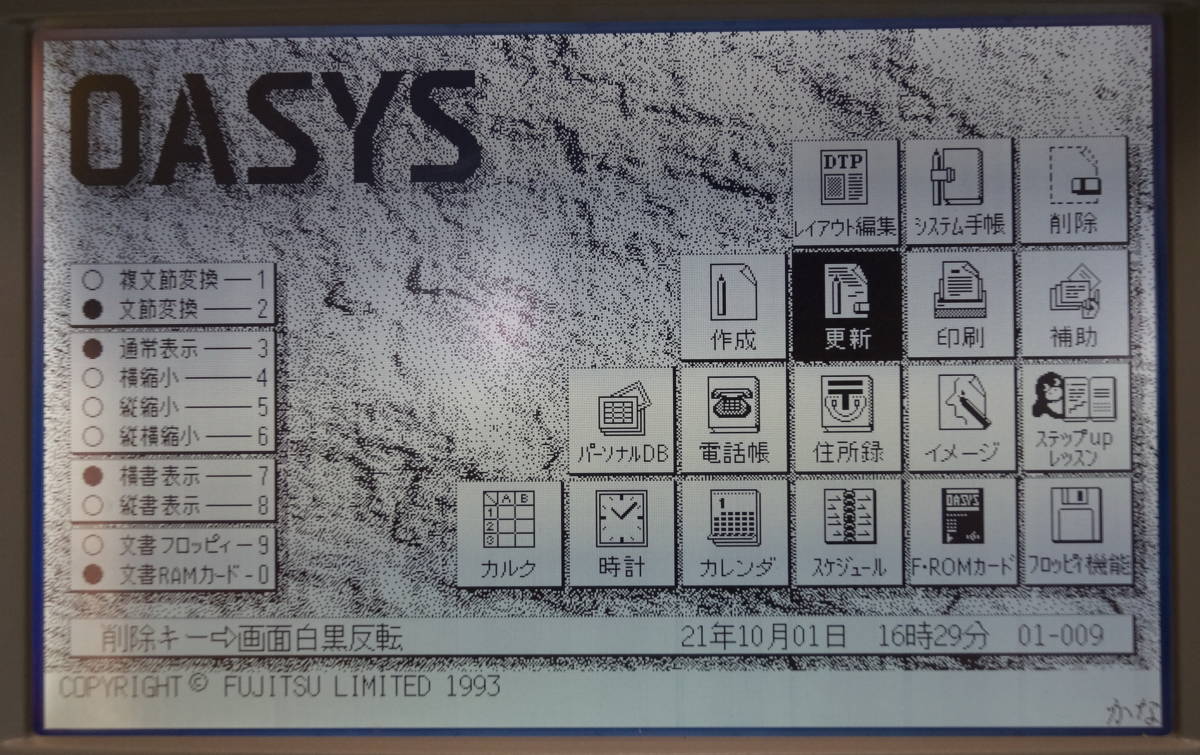 OASYS
DTP
レイアウト編集
システム手帳
削除
複文節変換 ── 1
文節変換 ─── 2
通常表示 ─── 3
横縮小 ──── 4
縦縮小 ──── 5
縦横縮小 ─── 6
横書表示 ─── 7
縦書表示 ─── 8
文書フロッピィ ─ 9
文書RAMカード - 0
作成
更新
印刷
補助
パーソナルDB
電話帳
住所録
イメージ
ステップup
レッスン
A B
1
2
3
カルク
時計
1
カレンダ
スケジュール
OASYS
F・ROMカード
フロッピィ機能
削除キー⇨画面白黒反転 21年10月01日 16時29分 01-009
COPYRIGHT © FUJITSU LIMITED 1993
かな